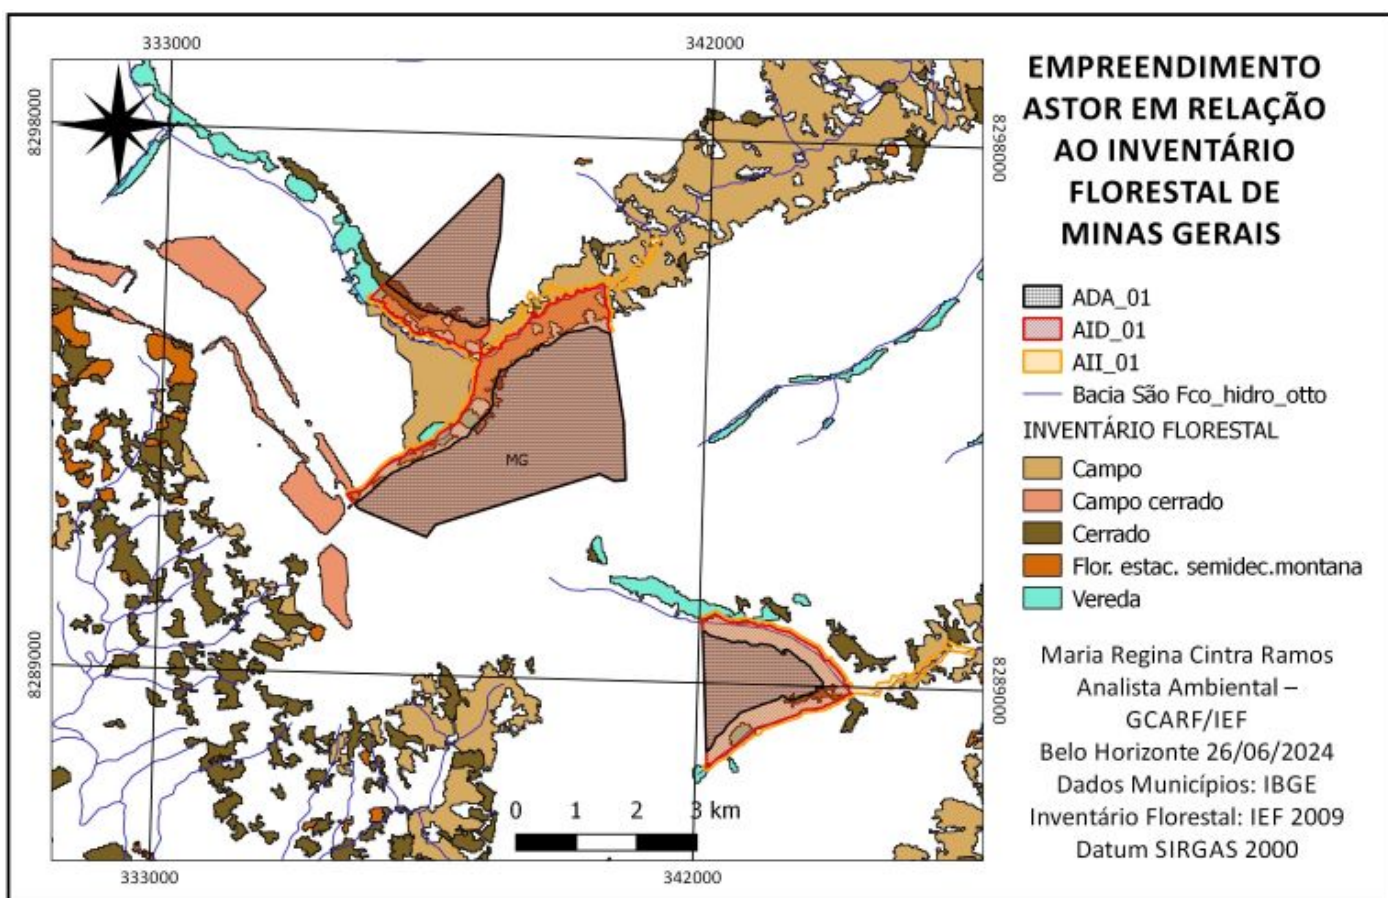 333000
342000
8298000
8298000
MG
8289000
8289000
0 1 2 3 km
333000
342000
EMPREENDIMENTO
ASTOR EM RELAÇÃO
AO INVENTÁRIO
FLORESTAL DE
MINAS GERAIS
ADA_01
AID_01
AII_01
Bacia São Fco_hidro_otto
INVENTÁRIO FLORESTAL
Campo
Campo cerrado
Cerrado
Flor. estac. semidec.montana
Vereda
Maria Regina Cintra Ramos
Analista Ambiental –
GCARF/IEF
Belo Horizonte 26/06/2024
Dados Municípios: IBGE
Inventário Florestal: IEF 2009
Datum SIRGAS 2000